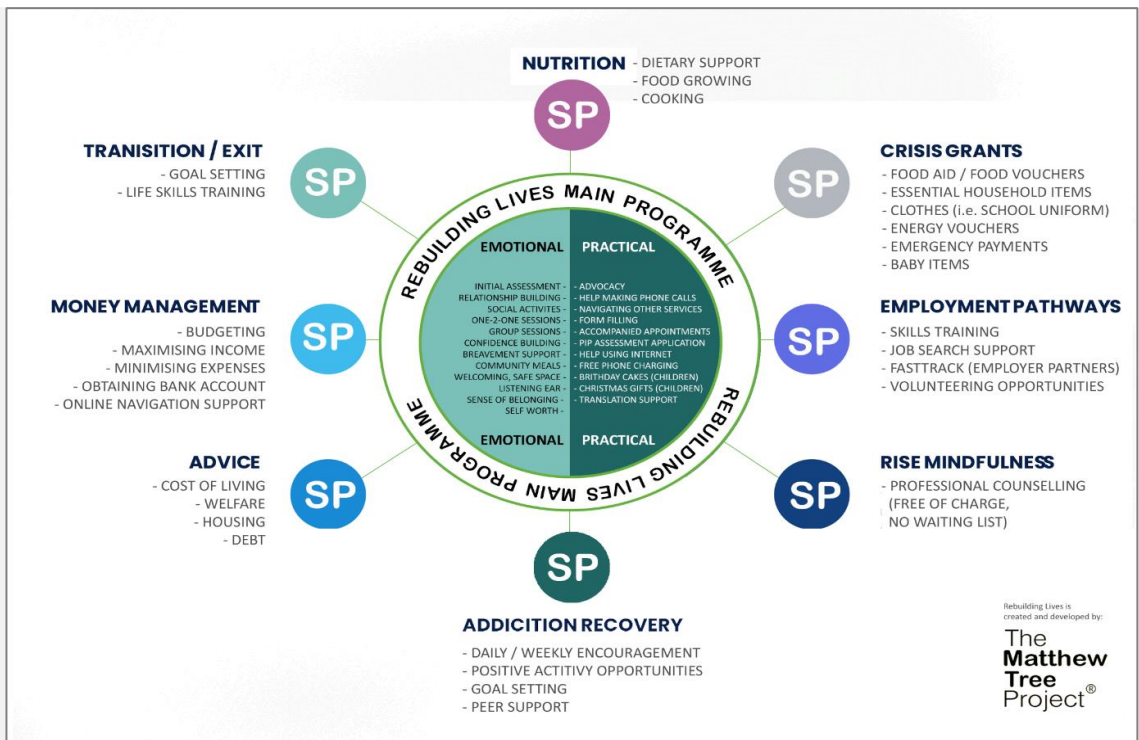 NUTRITION
- DIETARY SUPPORT
- FOOD GROWING
- COOKING
SP
TRANISITION / EXIT
- GOAL SETTING
- LIFE SKILLS TRAINING
SP
CRISIS GRANTS
- FOOD AID / FOOD VOUCHERS
- ESSENTIAL HOUSEHOLD ITEMS
- CLOTHES (i.e. SCHOOL UNIFORM)
- ENERGY VOUCHERS
- EMERGENCY PAYMENTS
- BABY ITEMS
SP
REBUILDING LIVES MAIN PROGRAMME
EMOTIONAL
INITIAL ASSESSMENT -
RELATIONSHIP BUILDING -
SOCIAL ACTIVITES -
ONE-2-ONE SESSIONS -
GROUP SESSIONS -
CONFIDENCE BUILDING -
BREAVEMENT SUPPORT -
COMMUNITY MEALS -
WELCOMING, SAFE SPACE -
LISTENING EAR -
SENSE OF BELONGING -
SELF WORTH -
EMOTIONAL
PRACTICAL
- ADVOCACY
- HELP MAKING PHONE CALLS
- NAVIGATING OTHER SERVICES
- FORM FILLING
- ACCOMPANIED APPOINTMENTS
- PIP ASSESSMENT APPLICATION
- HELP USING INTERNET
- FREE PHONE CHARGING
- BRITHDAY CAKES (CHILDREN)
- CHRISTMAS GIFTS (CHILDREN)
- TRANSLATION SUPPORT
PRACTICAL
REBUILDING LIVES MAIN PROGRAMME
MONEY MANAGEMENT
- BUDGETING
- MAXIMISING INCOME
- MINIMISING EXPENSES
- OBTAINING BANK ACCOUNT
- ONLINE NAVIGATION SUPPORT
SP
EMPLOYMENT PATHWAYS
- SKILLS TRAINING
- JOB SEARCH SUPPORT
- FASTTRACK (EMPLOYER PARTNERS)
- VOLUNTEERING OPPORTUNITIES
SP
ADVICE
- COST OF LIVING
- WELFARE
- HOUSING
- DEBT
SP
RISE MINDFULNESS
- PROFESSIONAL COUNSELLING
(FREE OF CHARGE,
NO WAITING LIST)
SP
SP
ADDICITION RECOVERY
- DAILY / WEEKLY ENCOURAGEMENT
- POSITIVE ACTITIVY OPPORTUNITIES
- GOAL SETTING
- PEER SUPPORT
Rebuilding Lives is
created and developed by:
The
Matthew
Tree
Project®